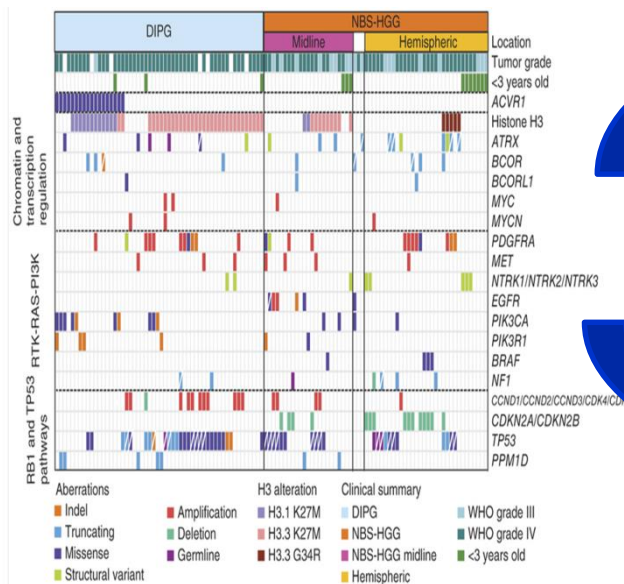 DIPG
NBS-HGG
Midline
Hemispheric
Location
Tumor grade
<3 years old
ACVR1
Histone H3
ATRX
BCOR
BCORL1
MYC
MYCN
PDGFRA
MET
NTRK1/NTRK2/NTRK3
EGFR
PIK3CA
PIK3R1
BRAF
NF1
CCND1/CCND2/CCND3/CDK4/
CDKN2A/CDKN2B
TP53
PPM1D
Chromatin and
transcription
regulation
RTK-RAS-PI3K
RB1 and TP53
pathways
Aberrations
Indel
Truncating
Missense
Structural variant
Amplification
Deletion
Germline
H3 alteration
H3.1 K27M
H3.3 K27M
H3.3 G34R
Clinical summary
DIPG
NBS-HGG
NBS-HGG midline
Hemispheric
WHO grade III
WHO grade IV
<3 years old